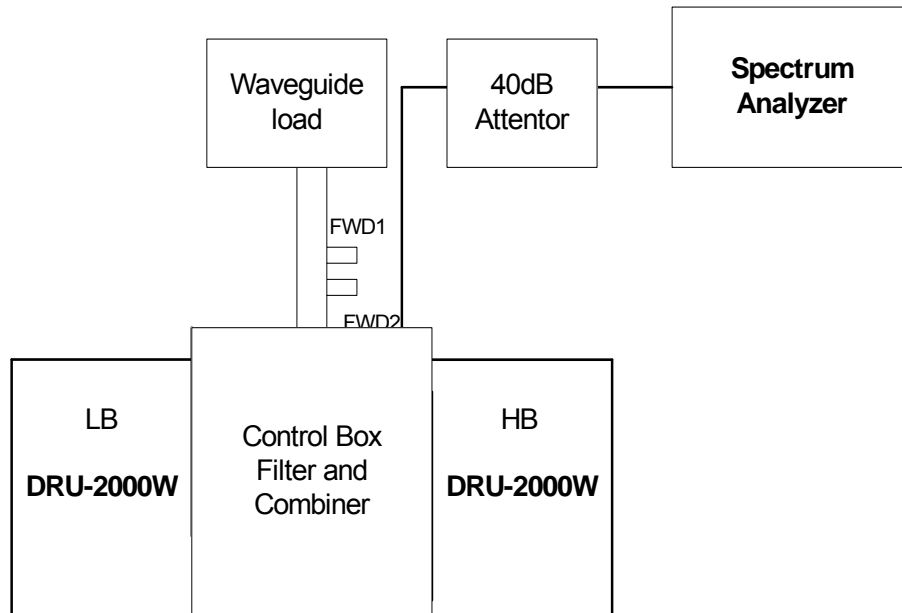 Waveguide
load
40dB
Attentor
Spectrum
Analyzer
FWD1
FWD2
LB
DRU-2000W
Control Box
Filter and
Combiner
HB
DRU-2000W